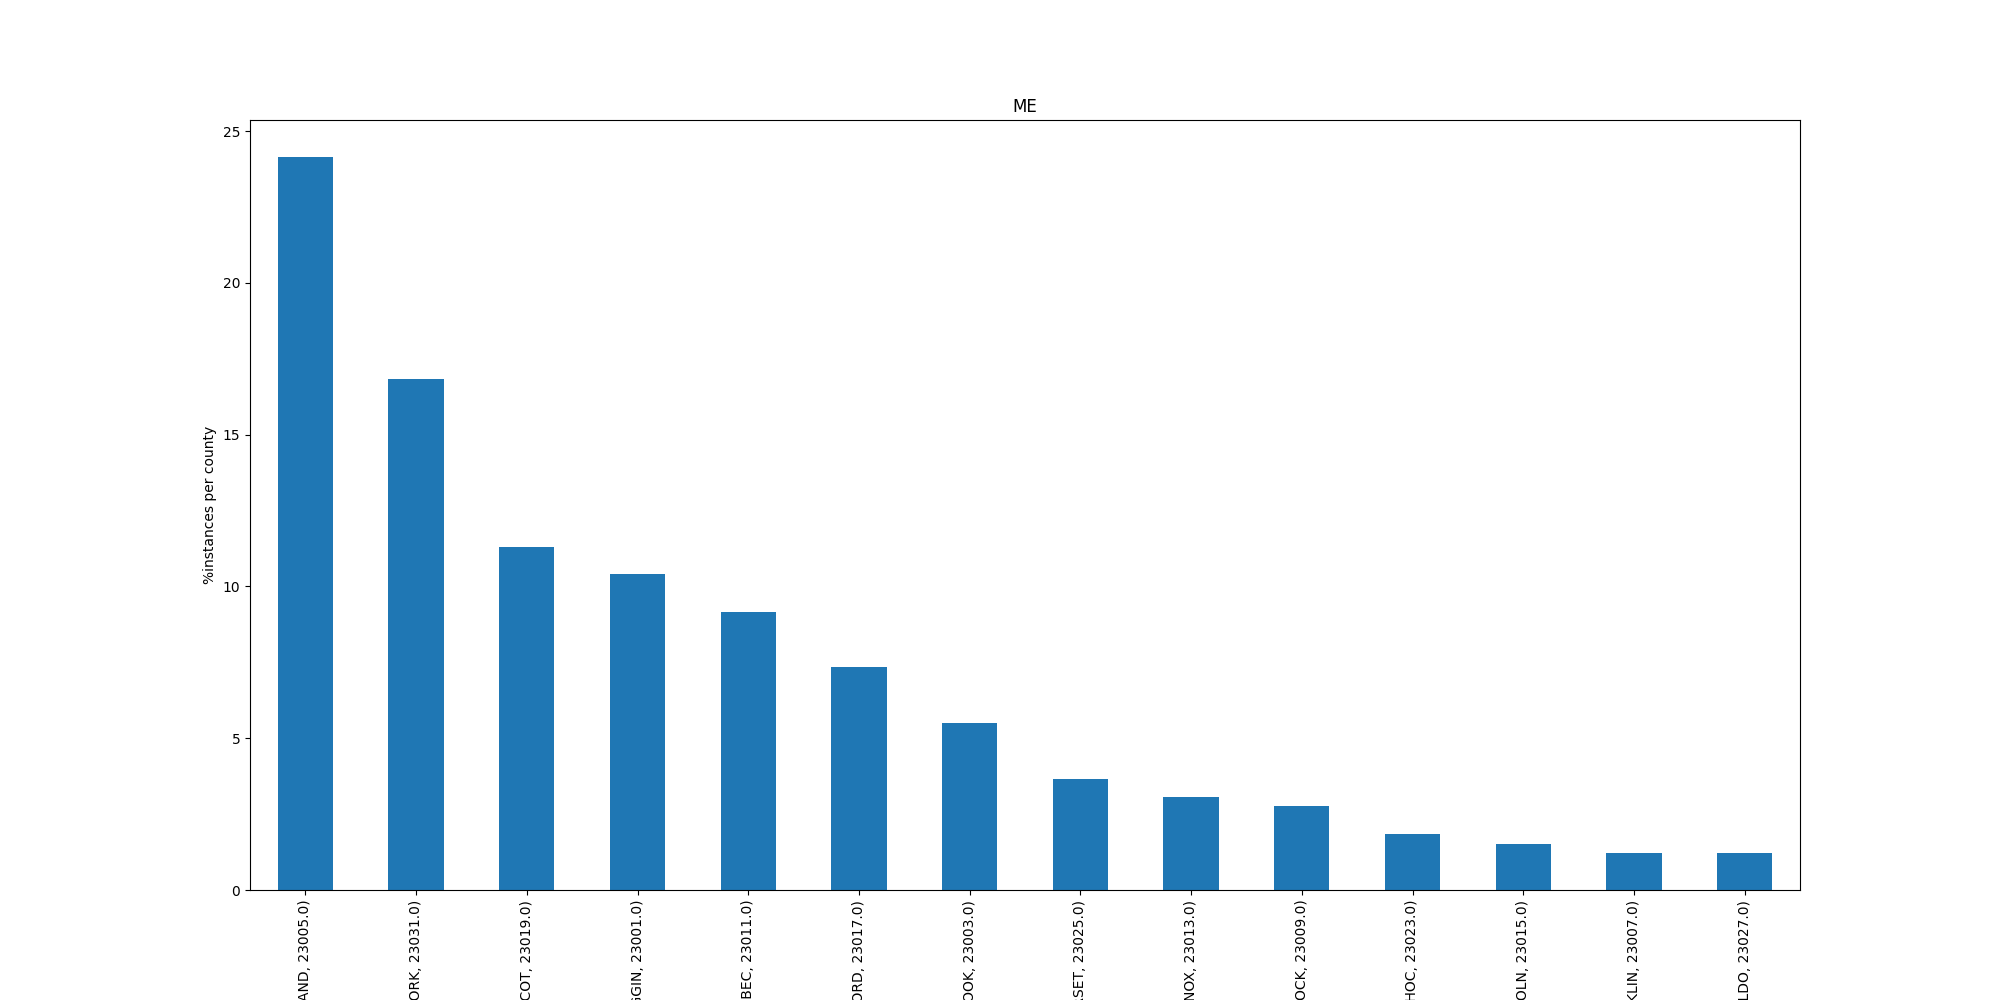 ME
%instances per county
25
20
15
10
5
0
AND, 23005.0)
ORK, 23031.0)
COT, 23019.0)
GGIN, 23001.0)
BEC, 23011.0)
ORD, 23017.0)
OOK, 23003.0)
SET, 23025.0)
NOX, 23013.0)
OCK, 23009.0)
HOC, 23023.0)
OLN, 23015.0)
KLIN, 23007.0)
LDO, 23027.0)